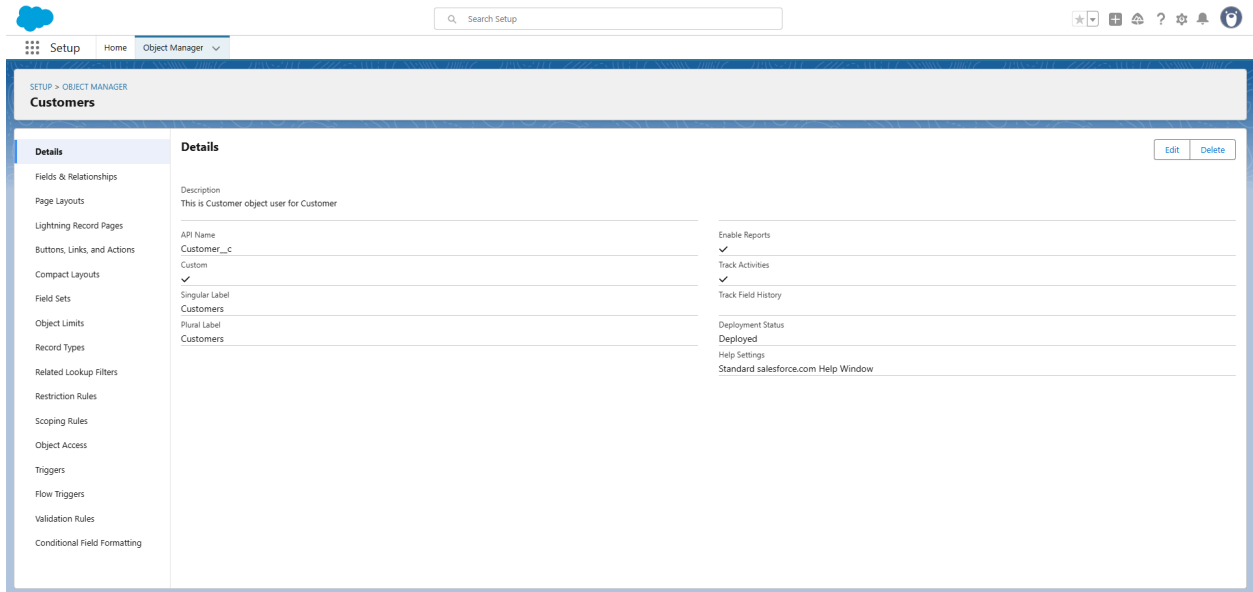 Search Setup
Setup
Home
Object Manager
SETUP > OBJECT MANAGER
Customers
Details
Fields & Relationships
Page Layouts
Lightning Record Pages
Buttons, Links, and Actions
Compact Layouts
Field Sets
Object Limits
Record Types
Related Lookup Filters
Restriction Rules
Scoping Rules
Object Access
Triggers
Flow Triggers
Validation Rules
Conditional Field Formatting
Details
Edit
Delete
Description
This is Customer object user for Customer
API Name
Customer__c
Custom
Singular Label
Customers
Plural Label
Customers
Enable Reports
Track Activities
Track Field History
Deployment Status
Deployed
Help Settings
Standard salesforce.com Help Window